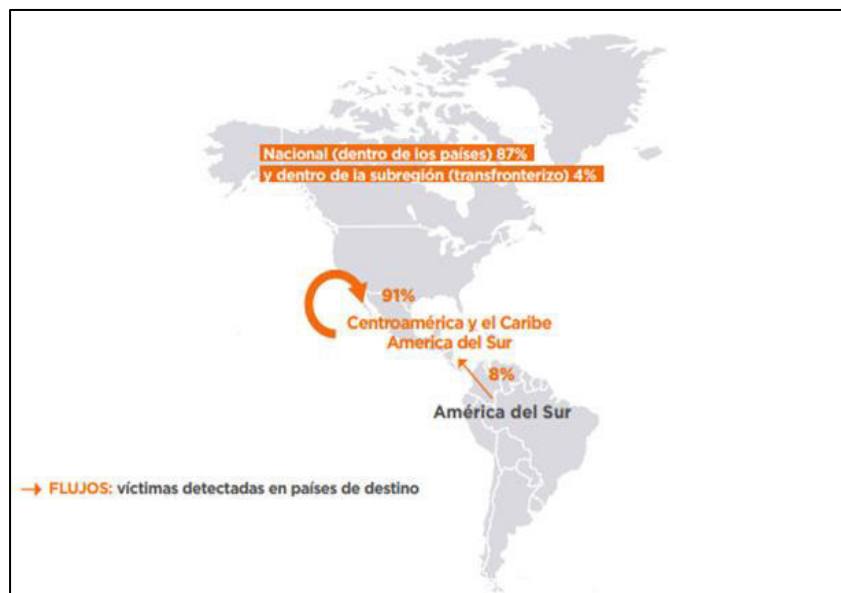 Nacional (dentro de los países) 87%
y dentro de la subregión (transfronterizo) 4%
91%
Centroamérica y el Caribe
America del Sur
8%
América del Sur
FLUJOS: víctimas detectadas en países de destino